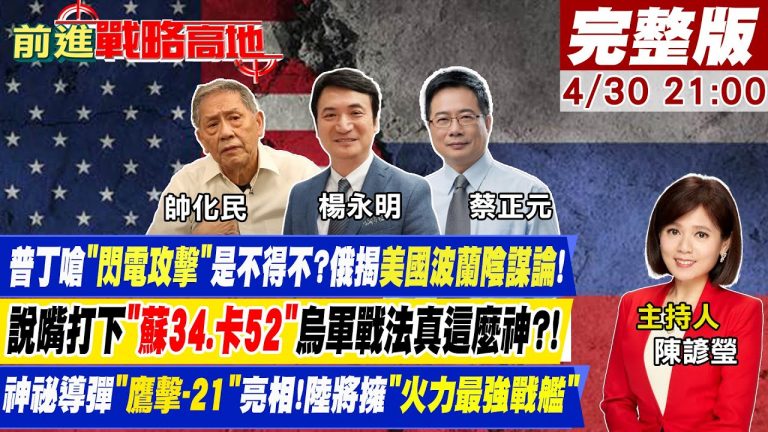 前進戰略高地
完整版
4/30 21:00
帥化民
楊永明
蔡正元
普丁嗆"閃電攻擊"是不得不?俄揭美國波蘭陰謀論!
說嘴打下"蘇34.卡52"烏軍戰法真這麼神?!
神祕導彈"鷹擊-21"亮相!陸將擁"火力最強戰艦"
主持人
陳諺瑩